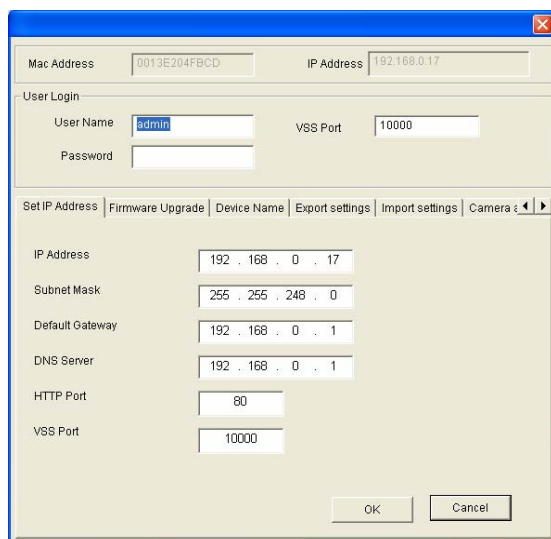 Mac Address 0013E204FBCD IP Address 192.168.0.17
User Login
User Name admin VSS Port 10000
Password
Set IP Address Firmware Upgrade Device Name Export settings Import settings Camera a
IP Address 192 . 168 . 0 . 17
Subnet Mask 255 . 255 . 248 . 0
Default Gateway 192 . 168 . 0 . 1
DNS Server 192 . 168 . 0 . 1
HTTP Port 80
VSS Port 10000
OK Cancel